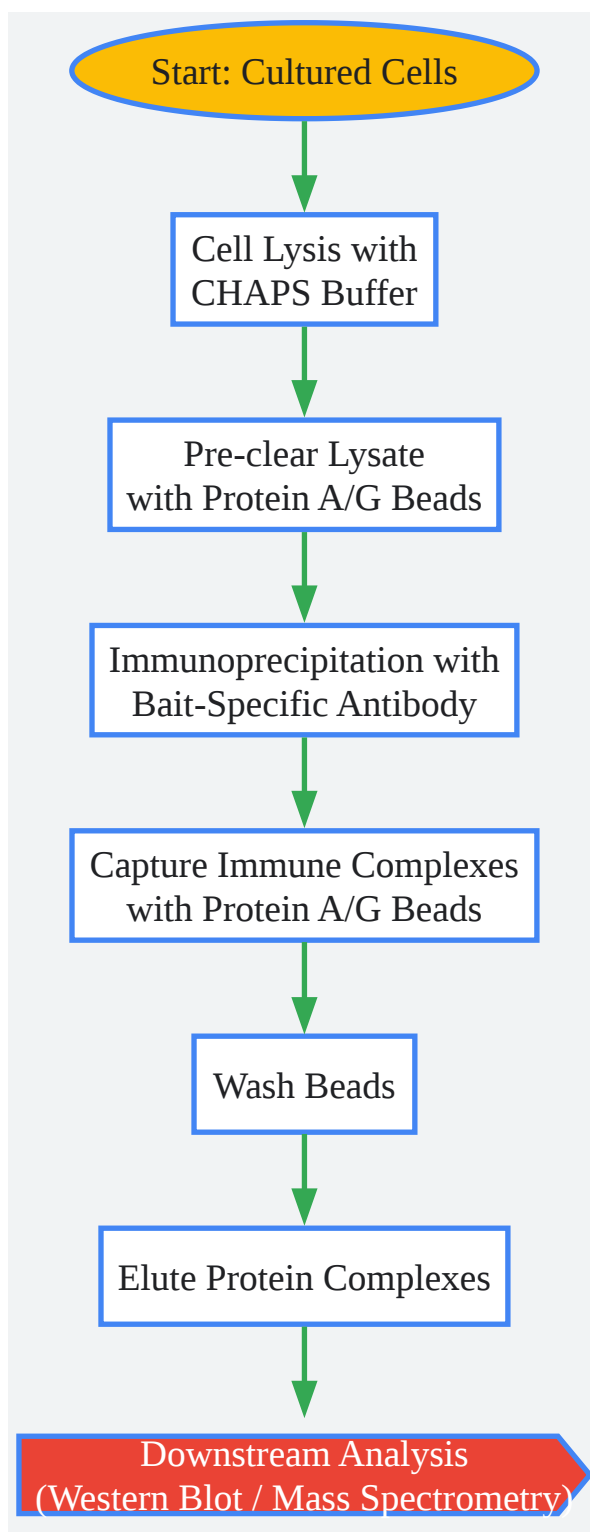 Start: Cultured Cells
Cell Lysis with
CHAPS Buffer
Pre-clear Lysate
with Protein A/G Beads
Immunoprecipitation with
Bait-Specific Antibody
Capture Immune Complexes
with Protein A/G Beads
Wash Beads
Elute Protein Complexes
Downstream Analysis
(Western Blot / Mass Spectrometry)